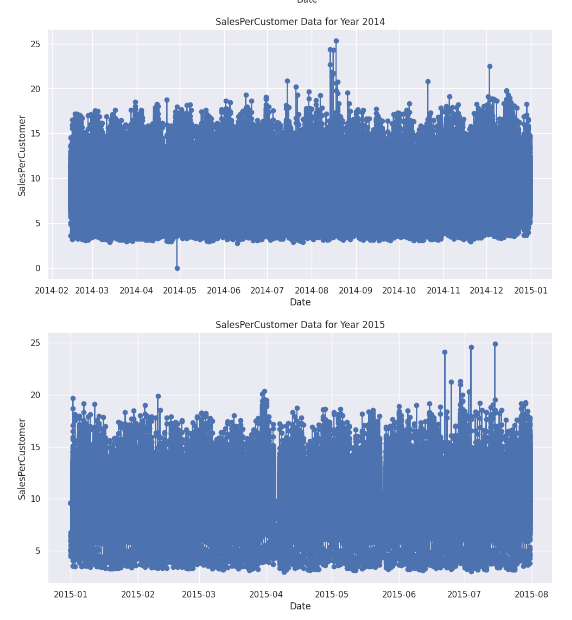 Date
SalesPerCustomer Data for Year 2014
25
20
15
10
5
0
SalesPerCustomer
2014-02 2014-03 2014-04 2014-05 2014-06 2014-07 2014-08 2014-09 2014-10 2014-11 2014-12 2015-01
Date
SalesPerCustomer Data for Year 2015
25
20
15
10
5
SalesPerCustomer
2015-01 2015-02 2015-03 2015-04 2015-05 2015-06 2015-07 2015-08
Date